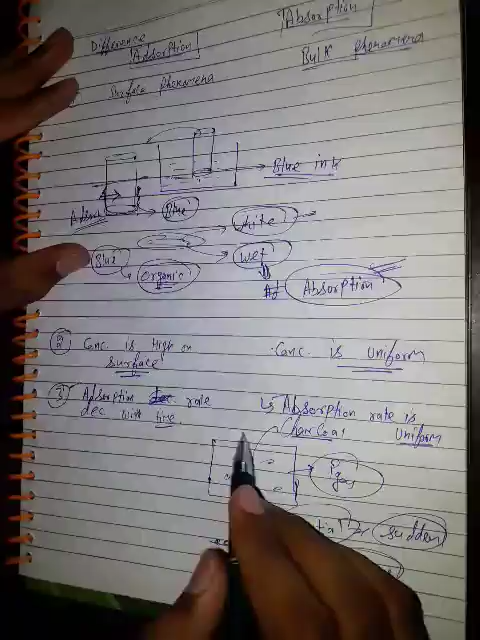 Difference
Adsorption
Absorption
Surface phenomena
Bulk phenomena
Blue ink
Blue
white
Blue
organic
wet
Ad
Absorption
Conc. is High on
surface
Conc. is uniform
Adsorption rate
dec with time.
Absorption rate is
uniform
CharCoal
gas
sudden